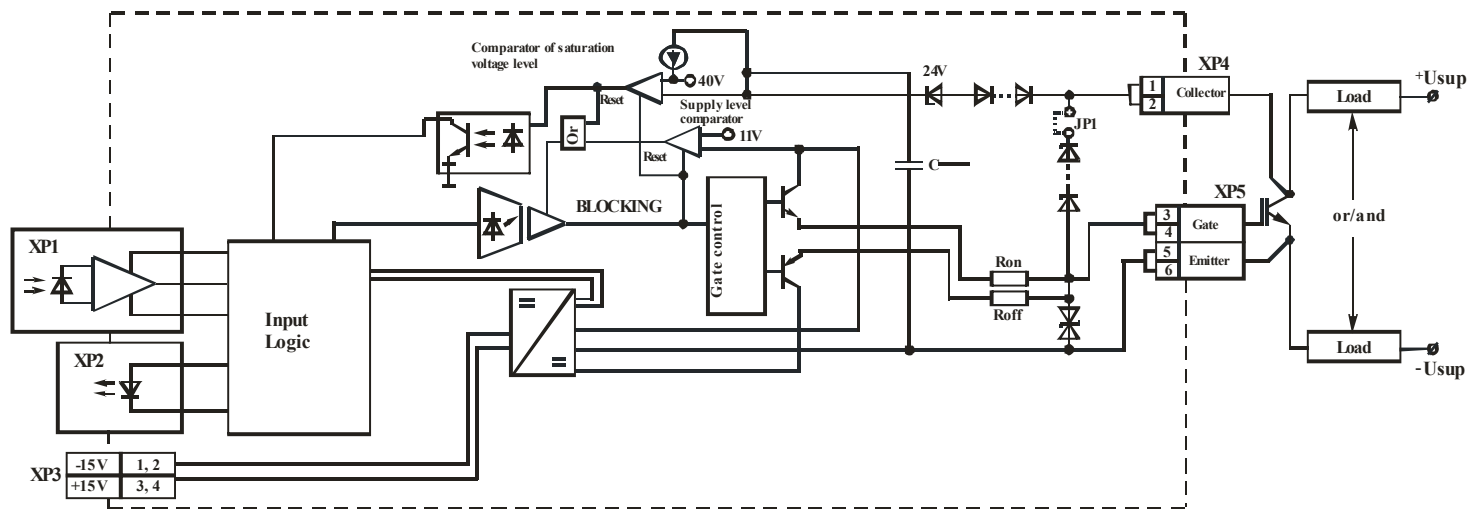 Comparator of saturation
voltage level
40V
Reset
Supply level
comparator
11V
Reset
Or
24V
JP1
C
XP4
1
2
Collector
Load
+Usup
BLOCKING
Gate control
XP5
3
4
Gate
5
6
Emitter
or/and
XP1
Input
Logic
Ron
Roff
XP2
Load
-Usup
XP3
-15V 1, 2
+15V 3, 4